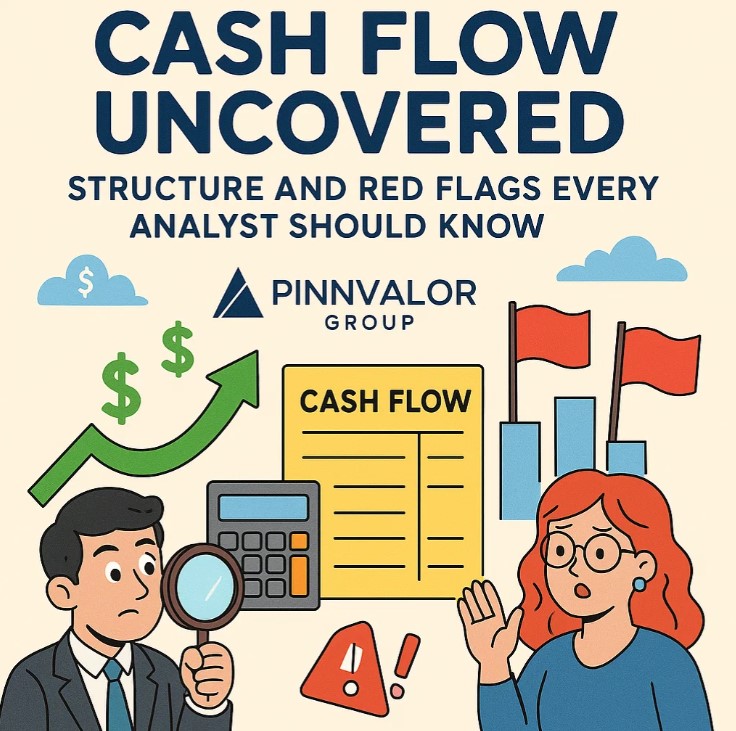 CASH FLOW
UNCOVERED
STRUCTURE AND RED FLAGS EVERY
ANALYST SHOULD KNOW
$
PINNVALOR
GROUP
$
$
CASH FLOW
!
!